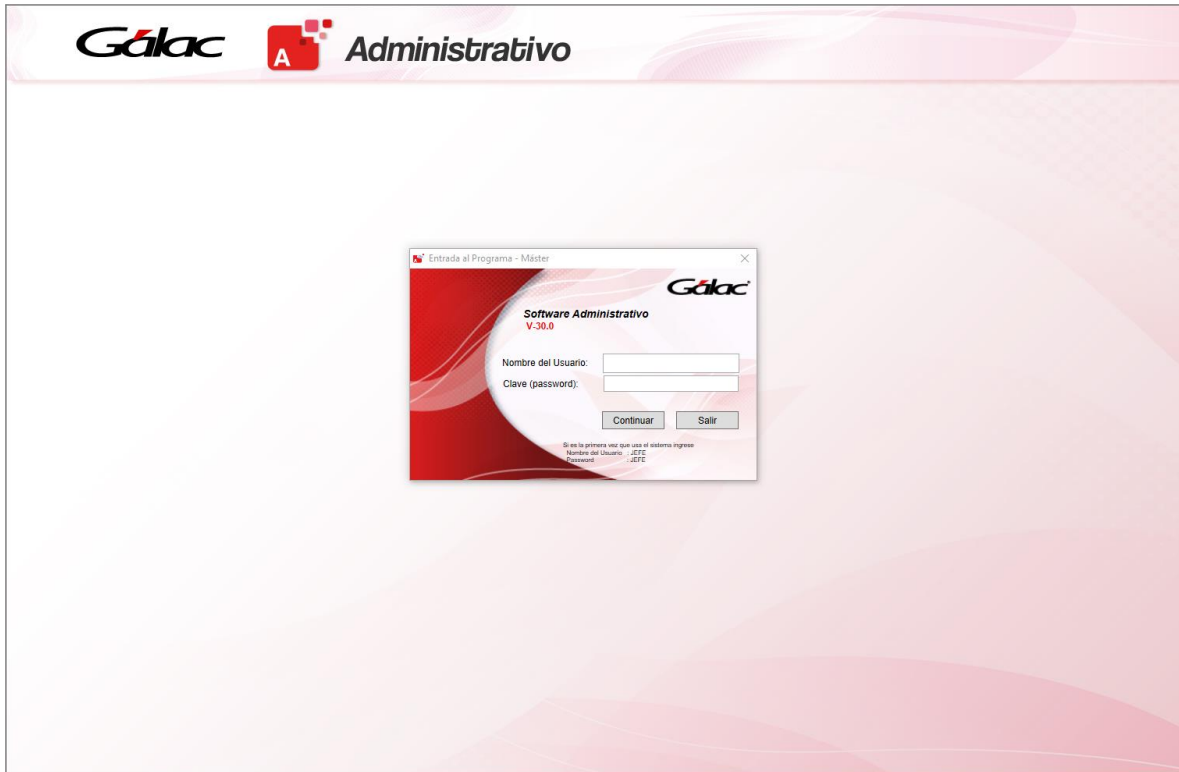 Gálac A Administrativo
Entrada al Programa - Máster
Gálac
Software Administrativo
V-30.0
Nombre del Usuario:
Clave (password):
Continuar Salir
Si es la primera vez que usa el sistema ingrese
Nombre del Usuario : JEFE
Password : JEFE